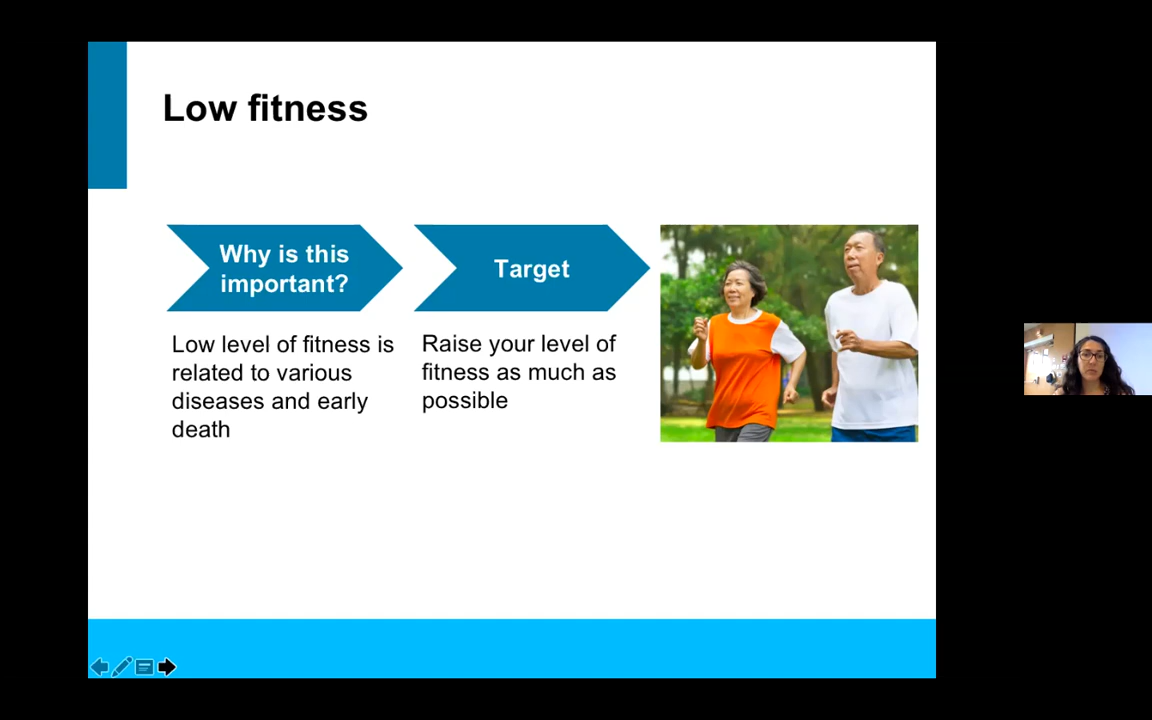 Low fitness
Why is this
important?
Low level of fitness is
related to various
diseases and early
death
Target
Raise your level of
fitness as much as
possible